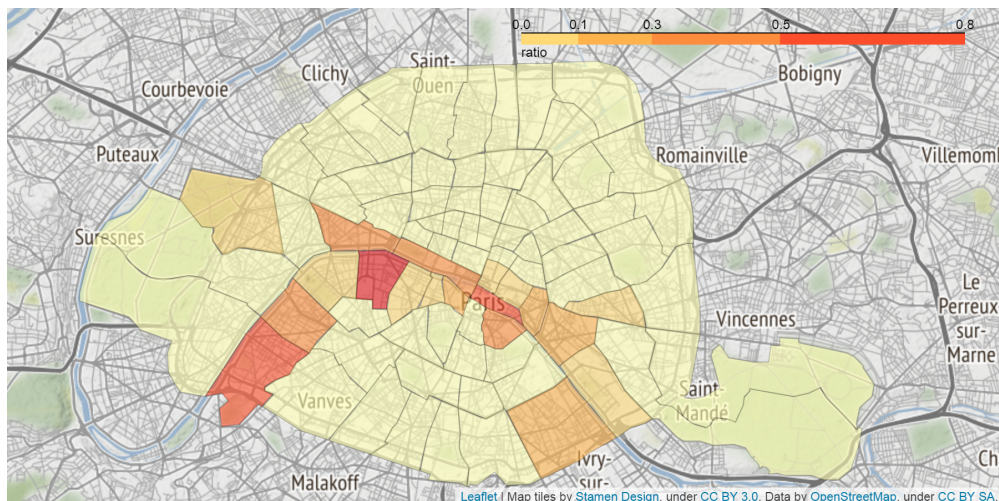 0.0 0.1 0.3 0.5 0.8
ratio
Saint-
Ouen
Clichy
Bobigny
Courbevoie
Puteaux
Romainville
Villemom
Suresnes
Paris
Le
Perreux-
sur-
Marne
Vincennes
Saint-
Mandé
Vanves
Ivry-
sur-
Malakoff
Ch
Leaflet | Map tiles by Stamen Design, under CC BY 3.0. Data by OpenStreetMap, under CC BY SA.